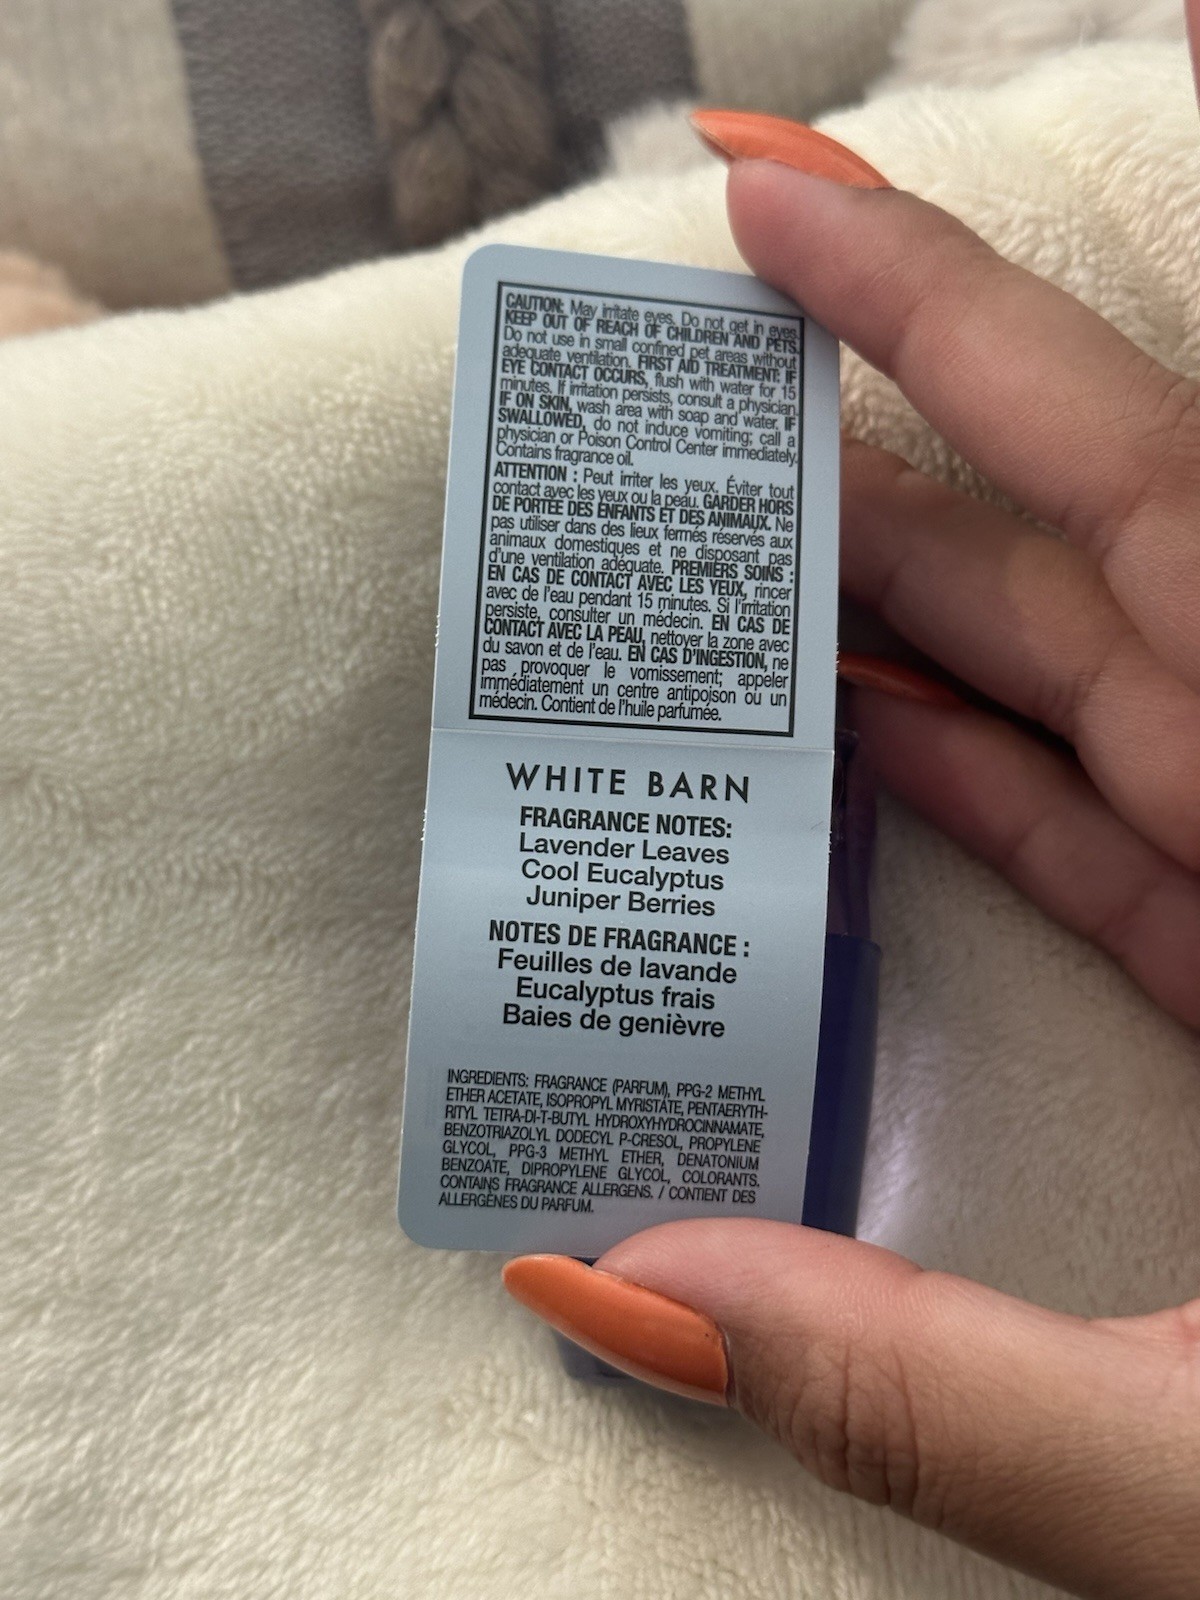 CAUTION: May irritate eyes. Do not get in eyes.
KEEP OUT OF REACH OF CHILDREN AND PETS.
Do not use in small confined pet areas without
adequate ventilation. FIRST AID TREATMENT: IF
EYE CONTACT OCCURS, flush with water for 15
minutes. If irritation persists, consult a physician.
IF ON SKIN, wash area with soap and water. IF
SWALLOWED, do not induce vomiting; call a
physician or Poison Control Center immediately.
Contains fragrance oil.
ATTENTION : Peut irriter les yeux. Éviter tout
contact avec les yeux ou la peau. GARDER HORS
DE PORTÉE DES ENFANTS ET DES ANIMAUX. Ne
pas utiliser dans des lieux fermés réservés aux
animaux domestiques et ne disposant pas
d'une ventilation adéquate. PREMIERS SOINS :
EN CAS DE CONTACT AVEC LES YEUX, rincer
avec de l'eau pendant 15 minutes. Si l'irritation
persiste, consulter un médecin. EN CAS DE
CONTACT AVEC LA PEAU, nettoyer la zone avec
du savon et de l'eau. EN CAS D'INGESTION, ne
pas provoquer le vomissement; appeler
immédiatement un centre antipoison ou un
médecin. Contient de l'huile parfumée.
WHITE BARN
FRAGRANCE NOTES:
Lavender Leaves
Cool Eucalyptus
Juniper Berries
NOTES DE FRAGRANCE :
Feuilles de lavande
Eucalyptus frais
Baies de genièvre
INGREDIENTS: FRAGRANCE (PARFUM), PPG-2 METHYL
ETHER ACETATE, ISOPROPYL MYRISTATE, PENTAERYTH-
RITYL TETRA-DI-T-BUTYL HYDROXYHYDROCINNAMATE,
BENZOTRIAZOLYL DODECYL P-CRESOL, PROPYLENE
GLYCOL, PPG-3 METHYL ETHER, DENATONIUM
BENZOATE, DIPROPYLENE GLYCOL, COLORANTS.
CONTAINS FRAGRANCE ALLERGENS. / CONTIENT DES
ALLERGÈNES DU PARFUM.